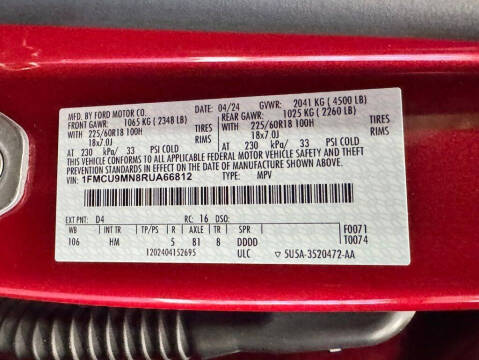 MFD. BY FORD MOTOR CO. 04/24 GVWR: 2041 KG (4500 LB)
FRONT GAWR: 1065 KG (2348 LB) REAR GAWR: 1025 KG (2260 LB)
WITH 225/60R18 100H TIRES WITH 225/60R18 100H TIRES
18x7.0J RIMS 18x7.0J RIMS
AT 230 kPa/ 33 PSI COLD AT 230 kPa/ 33 PSI COLD
THIS VEHICLE CONFORMS TO ALL APPLICABLE FEDERAL MOTOR VEHICLE SAFETY, BUMPER, AND THEFT PREVENTION STANDARDS IN EFFECT ON THE DATE OF MANUFACTURE SHOWN ABOVE.
VIN: 1FMCU9MN8RUA66812 TYPE: MPV
EXT PNT: D4 RC: 16 DSO: F0071
WB INT TR TP/PS R AXLE TR SPR T0074
106 HM 5 81 8 DDDD
1202404152695 ULC 5U5A-3520472-AA